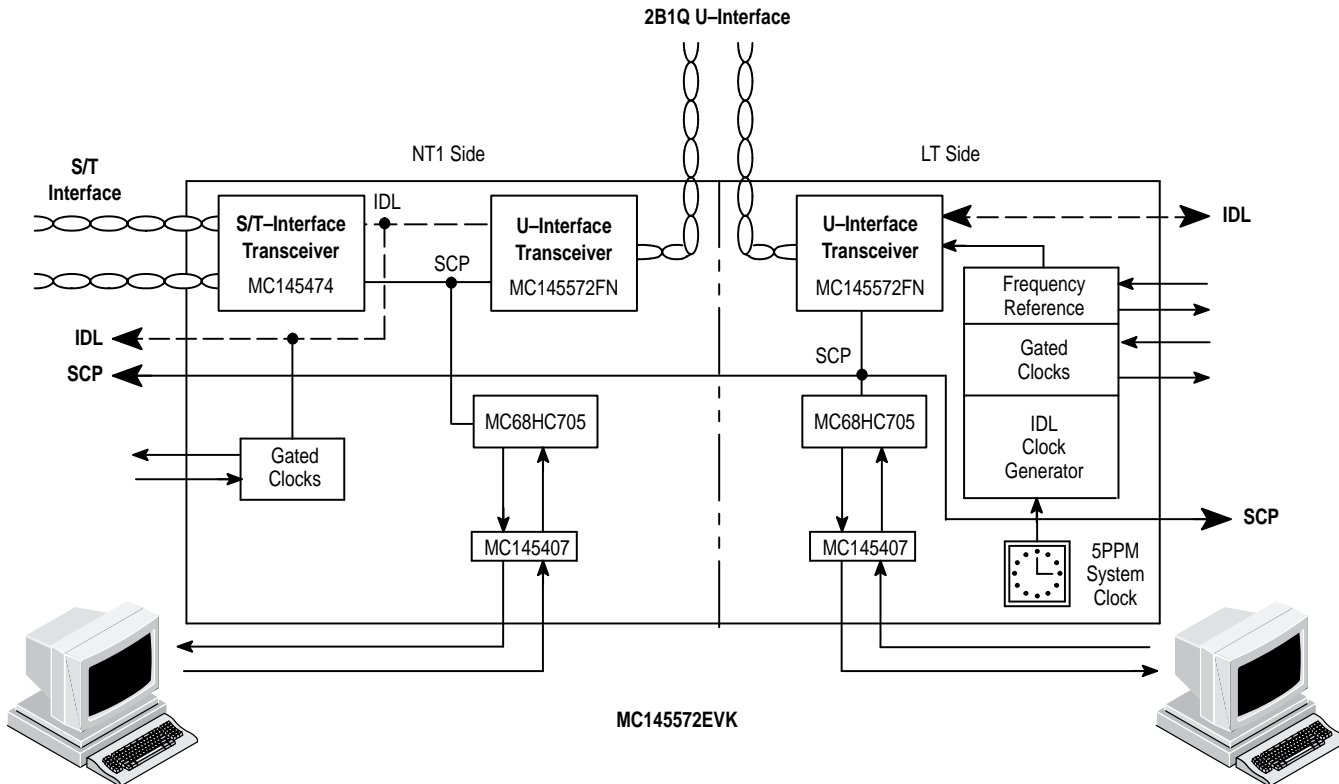 2B1Q U–Interface
NT1 Side
LT Side
S/T
Interface
IDL
S/T–Interface
Transceiver
MC145474
SCP
U–Interface
Transceiver
MC145572FN
U–Interface
Transceiver
MC145572FN
IDL
Frequency
Reference
Gated
Clocks
IDL
Clock
Generator
IDL
SCP
SCP
MC68HC705
MC68HC705
Gated
Clocks
MC145407
MC145407
5PPM
System
Clock
SCP
MC145572EVK